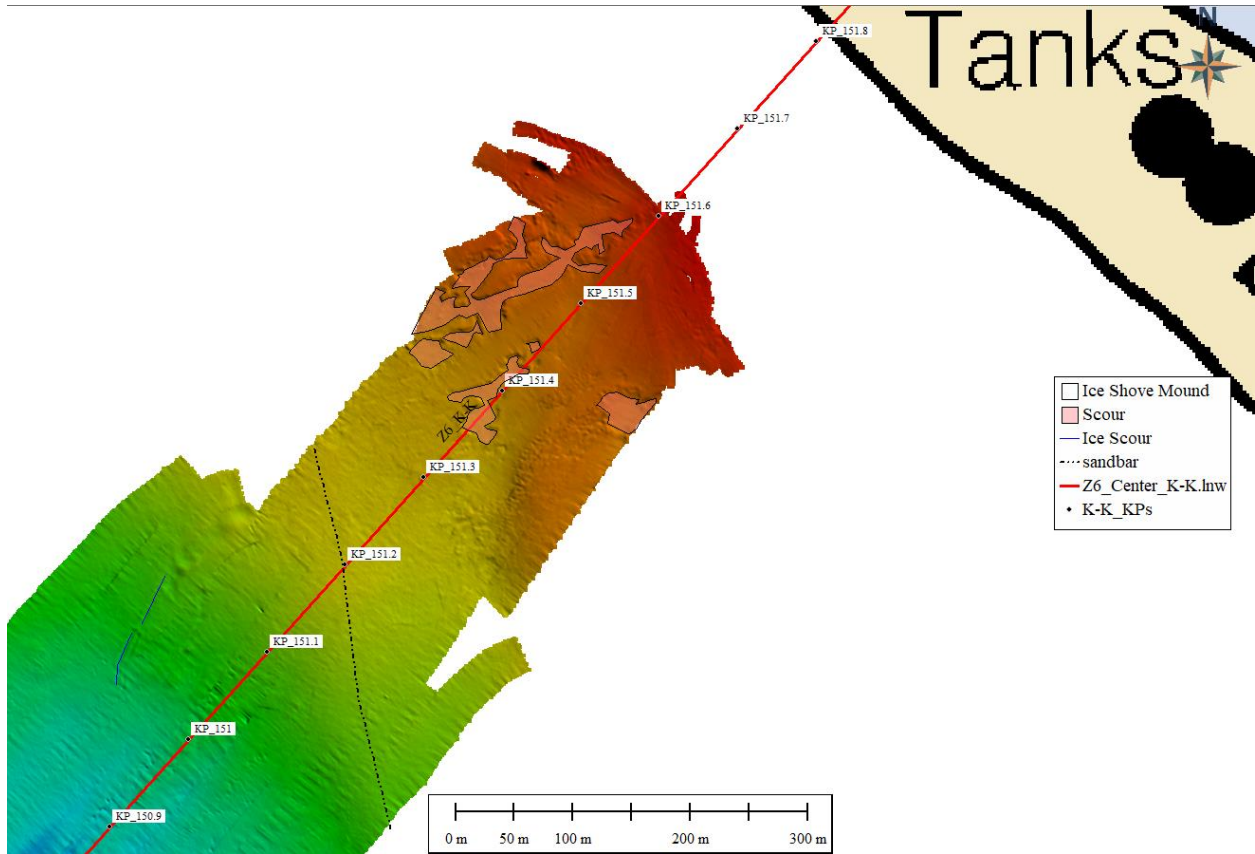 KP_151.8
Tanks
N
KP_151.7
KP_151.6
KP_151.5
KP_151.4
Z6_K-K
KP_151.3
KP_151.2
KP_151.1
KP_151
KP_150.9
Ice Shove Mound
Scour
Ice Scour
sandbar
Z6_Center_K-K.lnw
K-K_KPs
0 m 50 m 100 m 200 m 300 m